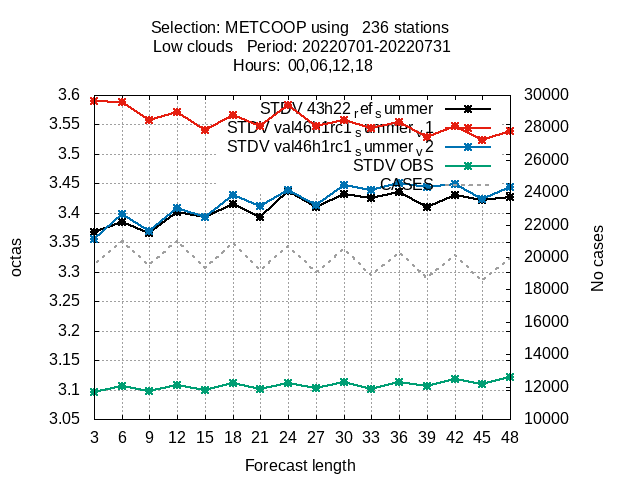 Selection: METCOOP using   236 stations
Low clouds   Period: 20220701-20220731
Hours:  00,06,12,18
3.6
3.55
3.5
3.45
3.4
3.35
3.3
3.25
3.2
3.15
3.1
3.05
octas
STDV 43h22ref summer
STDV val46h1rc1summerv1
STDV val46h1rc1summerv2
STDV OBS
CASES
30000
28000
26000
24000
22000
20000
18000
16000
14000
12000
10000
No cases
3 6 9 12 15 18 21 24 27 30 33 36 39 42 45 48
Forecast length